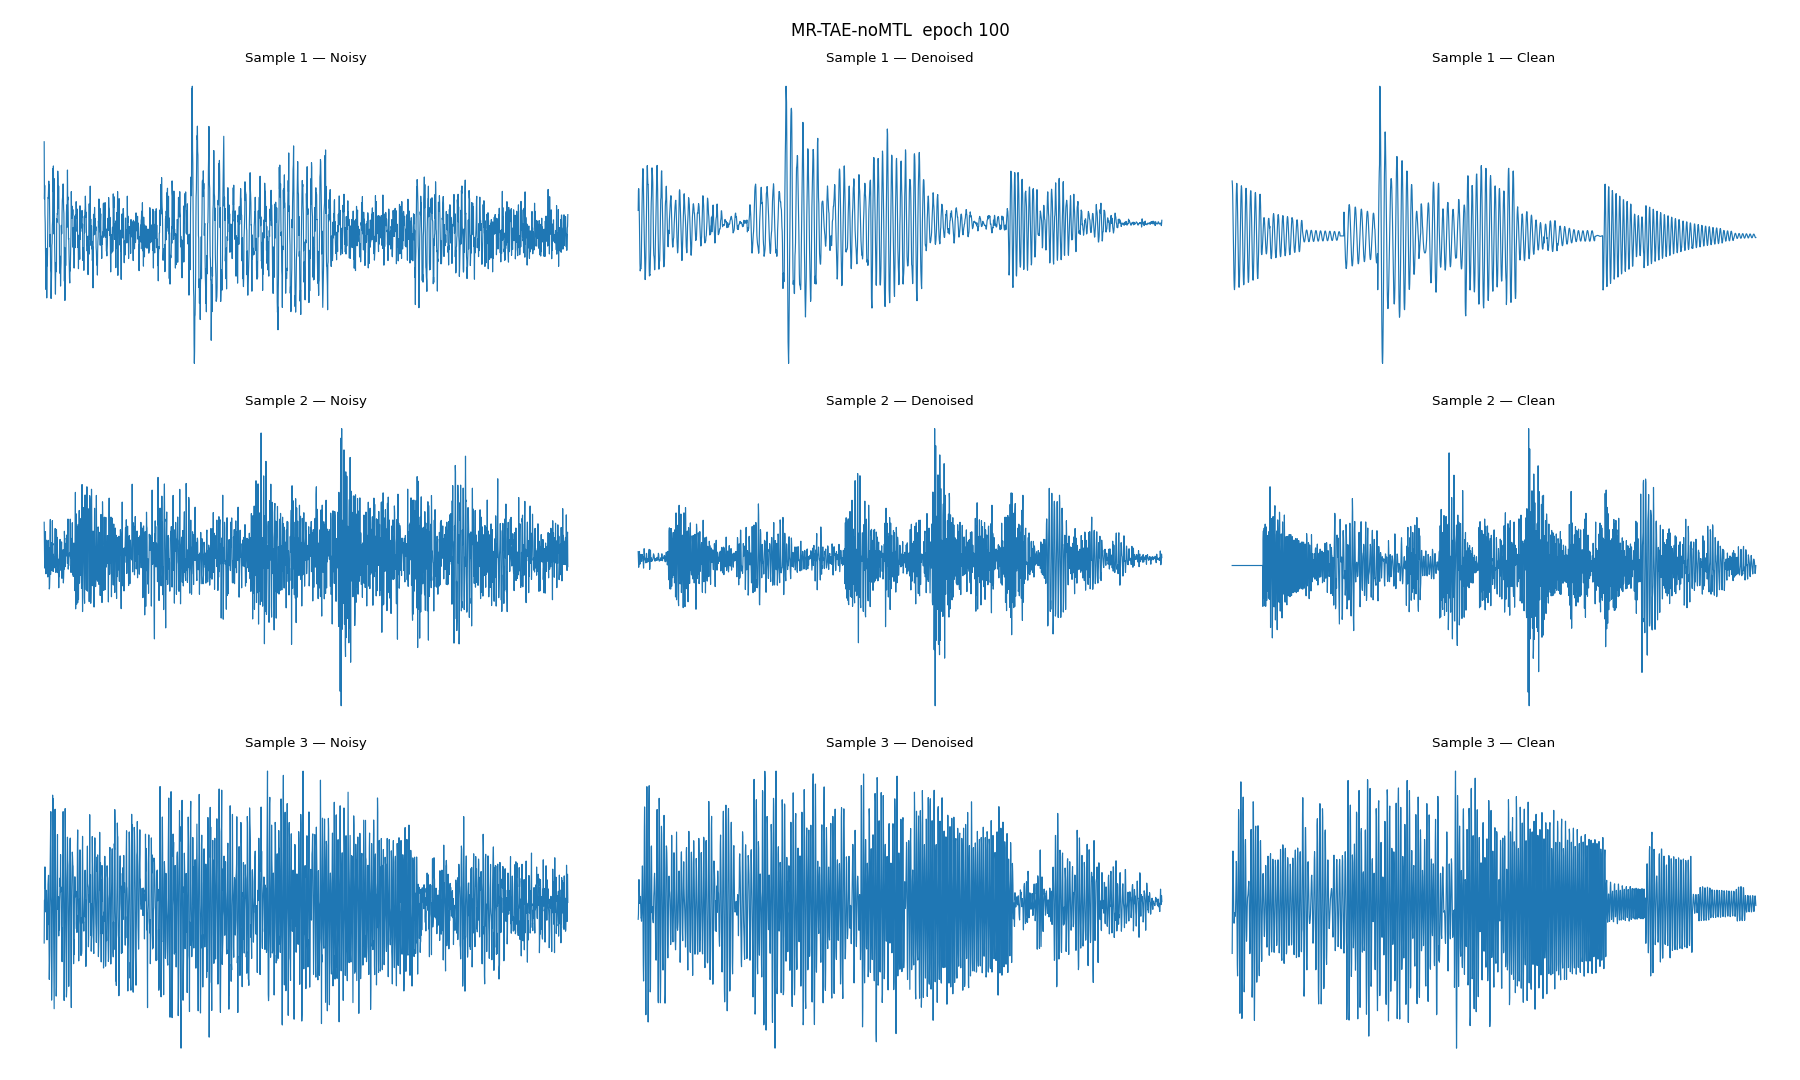 MR-TAE-noMTL  epoch 100
Sample 1 — Noisy
Sample 1 — Denoised
Sample 1 — Clean
Sample 2 — Noisy
Sample 2 — Denoised
Sample 2 — Clean
Sample 3 — Noisy
Sample 3 — Denoised
Sample 3 — Clean